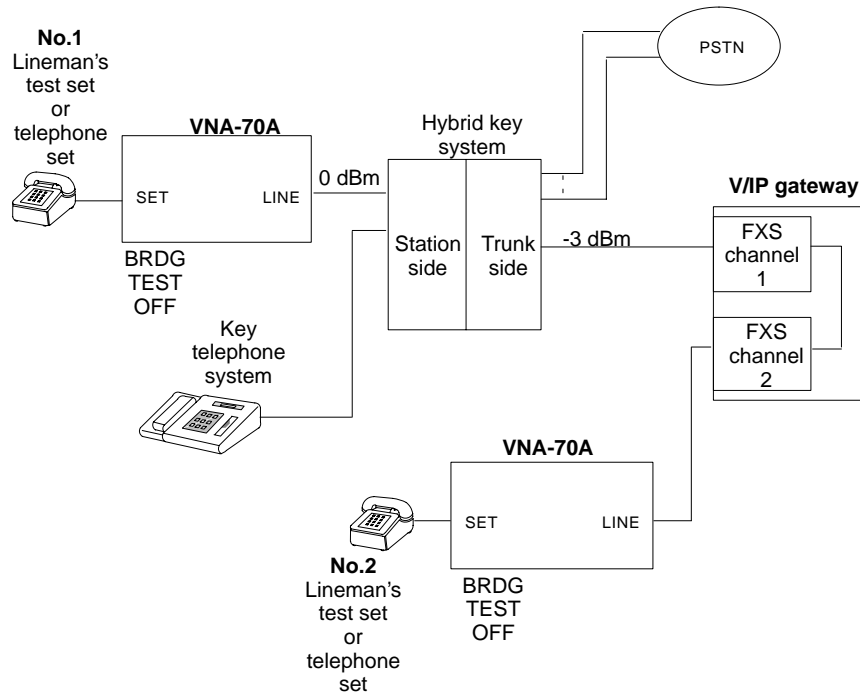 No.1
Lineman's
test set
or
telephone
set
VNA-70A
SET
LINE
BRDG
TEST
OFF
0 dBm
Hybrid key
system
Station
side
Trunk
side
PSTN
-3 dBm
V/IP gateway
FXS
channel
1
FXS
channel
2
Key
telephone
system
VNA-70A
SET
LINE
BRDG
TEST
OFF
No.2
Lineman's
test set
or
telephone
set